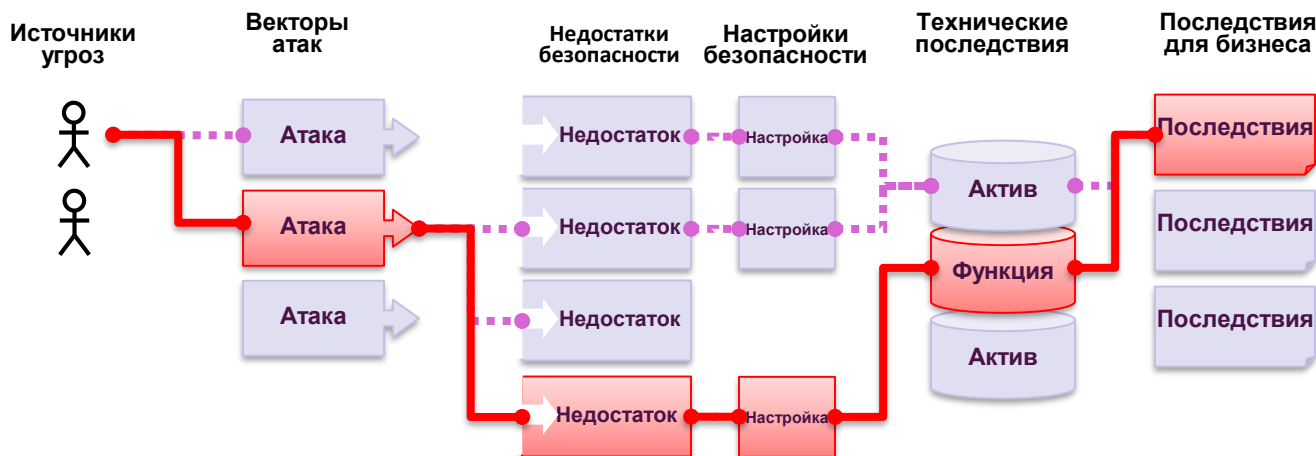 Источники
угроз
Векторы
атак
Недостатки
безопасности
Настройки
безопасности
Технические
последствия
Последствия
для бизнеса
Атака
Недостаток
Настройка
Последствия
Актив
Атака
Недостаток
Настройка
Последствия
Функция
Атака
Недостаток
Последствия
Актив
Недостаток
Настройка